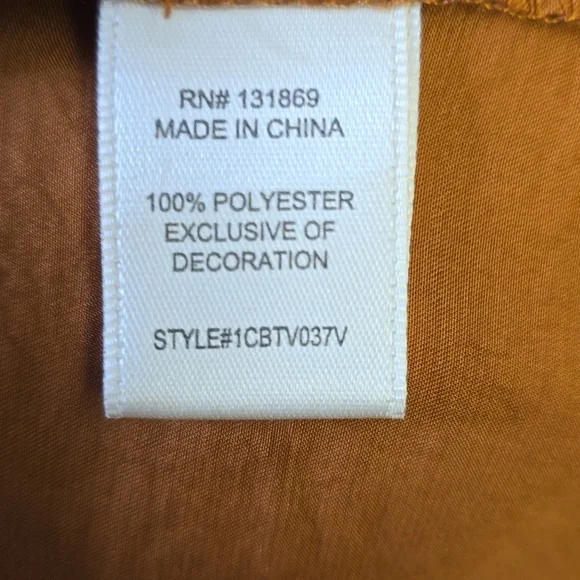 RN# 131869
MADE IN CHINA
100% POLYESTER
EXCLUSIVE OF
DECORATION
STYLE#1CBTV037V